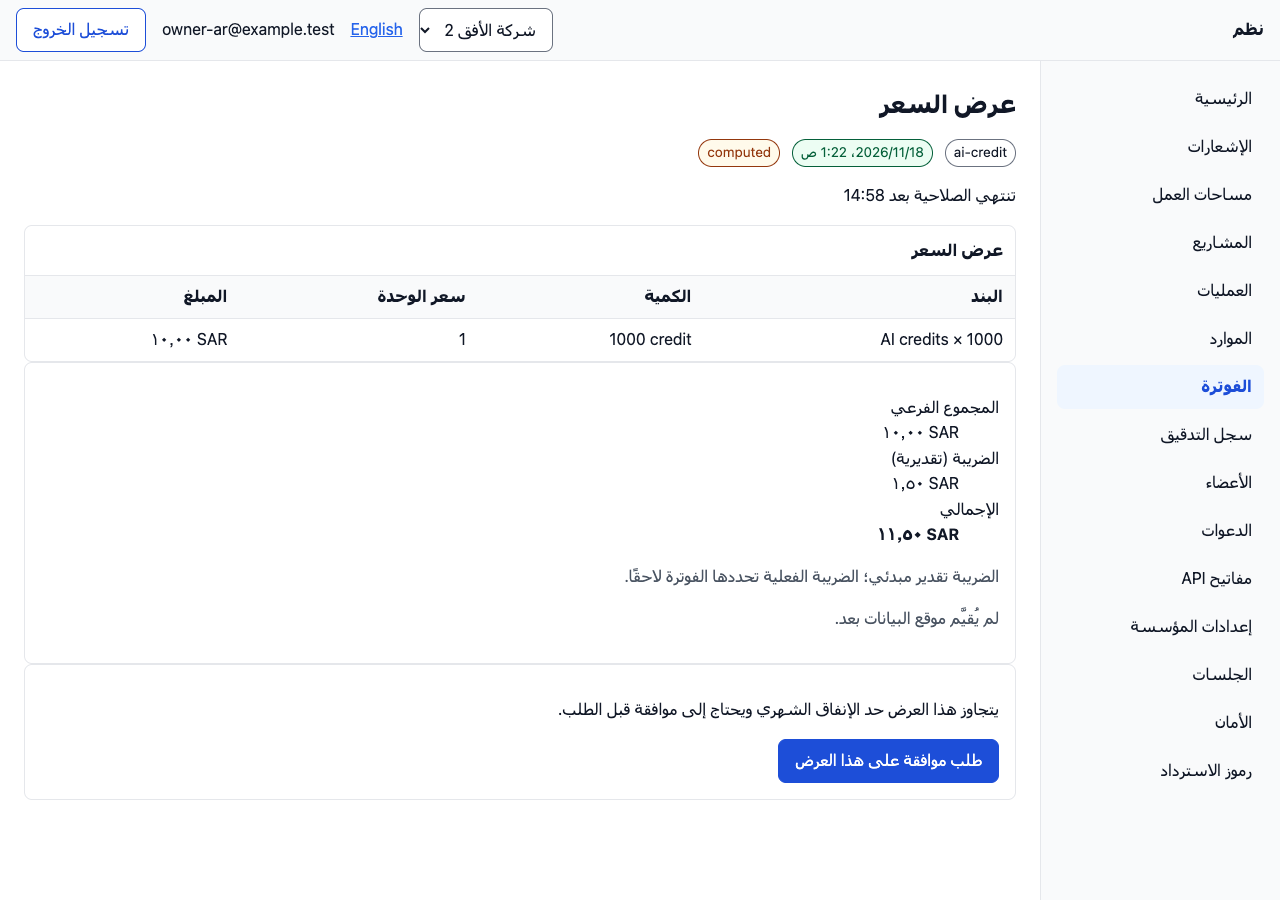 نظم
شركة الأفق 2
English
owner-ar@example.test
تسجيل الخروج
الرئيسية
الإشعارات
مساحات العمل
المشاريع
العمليات
الموارد
الفوترة
سجل التدقيق
الأعضاء
الدعوات
مفاتيح API
إعدادات المؤسسة
الجلسات
الأمان
رموز الاسترداد
عرض السعر
ai-credit
2026/11/18، 1:22 ص
computed
تنتهي الصلاحية بعد 14:58
عرض السعر
البند الكمية سعر الوحدة المبلغ
AI credits × 1000 1000 credit 1 ١٠,٠٠ SAR
المجموع الفرعي
١٠,٠٠ SAR
الضريبة (تقديرية)
١,٥٠ SAR
الإجمالي
١١,٥٠ SAR
الضريبة تقدير مبدئي؛ الضريبة الفعلية تحددها الفوترة لاحقًا.
لم يُقيَّم موقع البيانات بعد.
يتجاوز هذا العرض حد الإنفاق الشهري ويحتاج إلى موافقة قبل الطلب.
طلب موافقة على هذا العرض